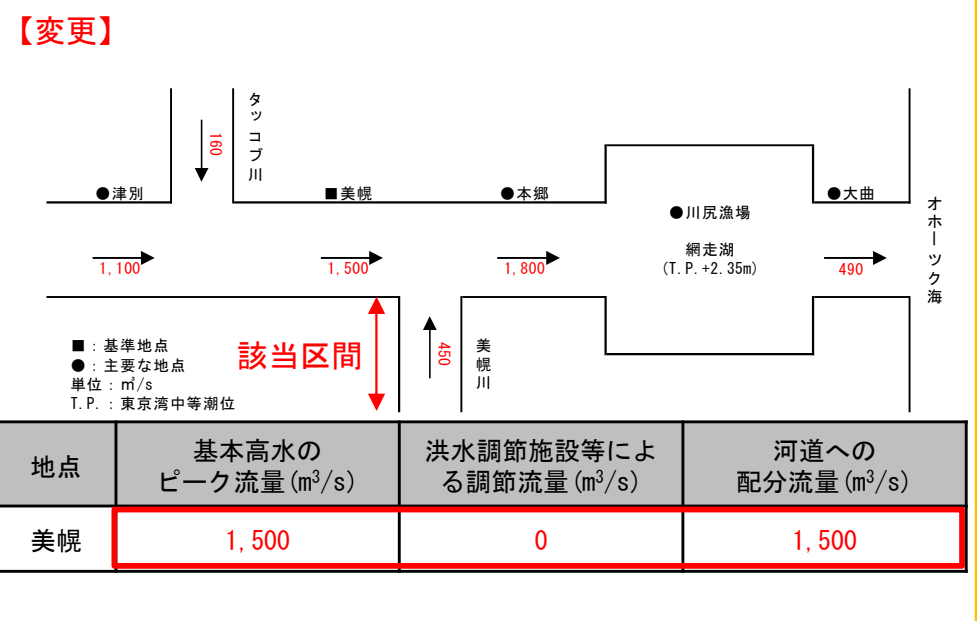 【変更】
タッコブ川
160
●津別
■美幌
●本郷
●川尻漁場
●大曲
オホーツク海
網走湖
(T.P.+2.35m)
1,100
1,500
1,800
490
■：基準地点
●：主要な地点
単位：㎥/s
T.P.：東京湾中等潮位
該当区間
450
美幌川
地点
基本高水の
ピーク流量(m³/s)
洪水調節施設等によ
る調節流量(m³/s)
河道への
配分流量(m³/s)
美幌
1,500
0
1,500